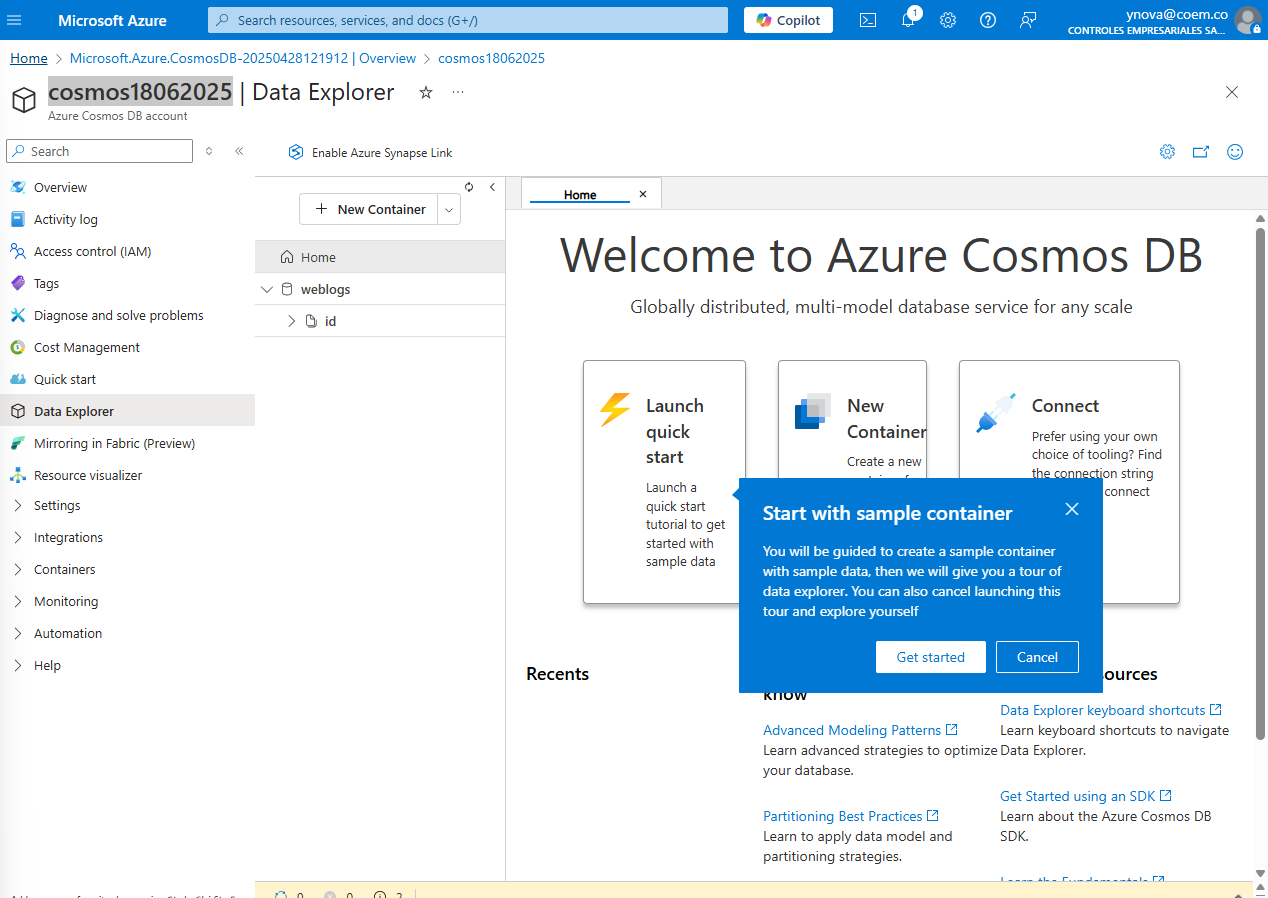 Microsoft Azure
Search resources, services, and docs (G+/)
Copilot
1
ynova@coem.co
CONTROLES EMPRESARIALES SA...
Home > Microsoft.Azure.CosmosDB-20250428121912 | Overview > cosmos18062025
cosmos18062025 | Data Explorer
Azure Cosmos DB account
Search
Enable Azure Synapse Link
Overview
Activity log
Access control (IAM)
Tags
Diagnose and solve problems
Cost Management
Quick start
Data Explorer
Mirroring in Fabric (Preview)
Resource visualizer
Settings
Integrations
Containers
Monitoring
Automation
Help
New Container
Home
weblogs
id
Home
Welcome to Azure Cosmos DB
Globally distributed, multi-model database service for any scale
Launch
quick
start
Launch a
quick start
tutorial to get
started with
sample data
New
Container
Create a new
Connect
Prefer using your own
choice of tooling? Find
the connection string
connect
Start with sample container
You will be guided to create a sample container
with sample data, then we will give you a tour of
data explorer. You can also cancel launching this
tour and explore yourself
Get started
Cancel
Recents
know
Advanced Modeling Patterns
Learn advanced strategies to optimize
your database.
Partitioning Best Practices
Learn to apply data model and
partitioning strategies.
ources
Data Explorer keyboard shortcuts
Learn keyboard shortcuts to navigate
Data Explorer.
Get Started using an SDK
Learn about the Azure Cosmos DB
SDK.
Learn the Fundamentals
0
0
2